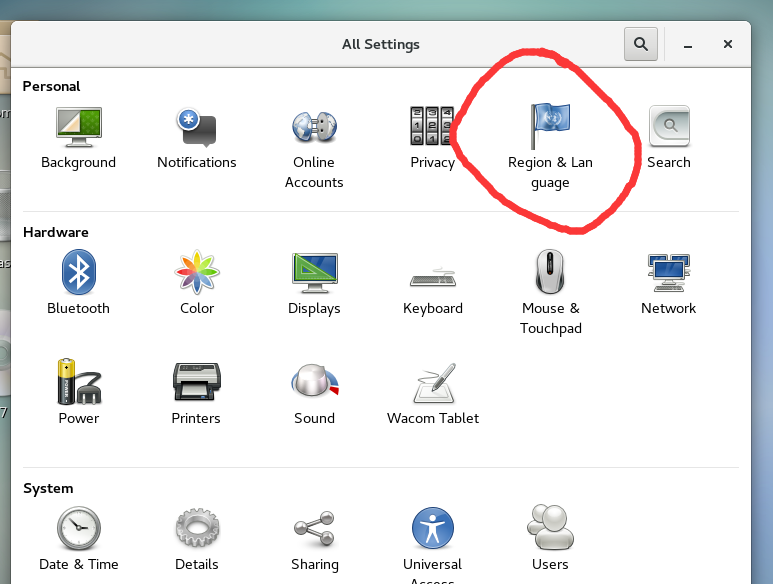 All Settings
Personal
Background
Notifications
Online
Accounts
Privacy
Region & Lan
guage
Search
Hardware
Bluetooth
Color
Displays
Keyboard
Mouse &
Touchpad
Network
Power
Printers
Sound
Wacom Tablet
System
Date & Time
Details
Sharing
Universal
Access
Users